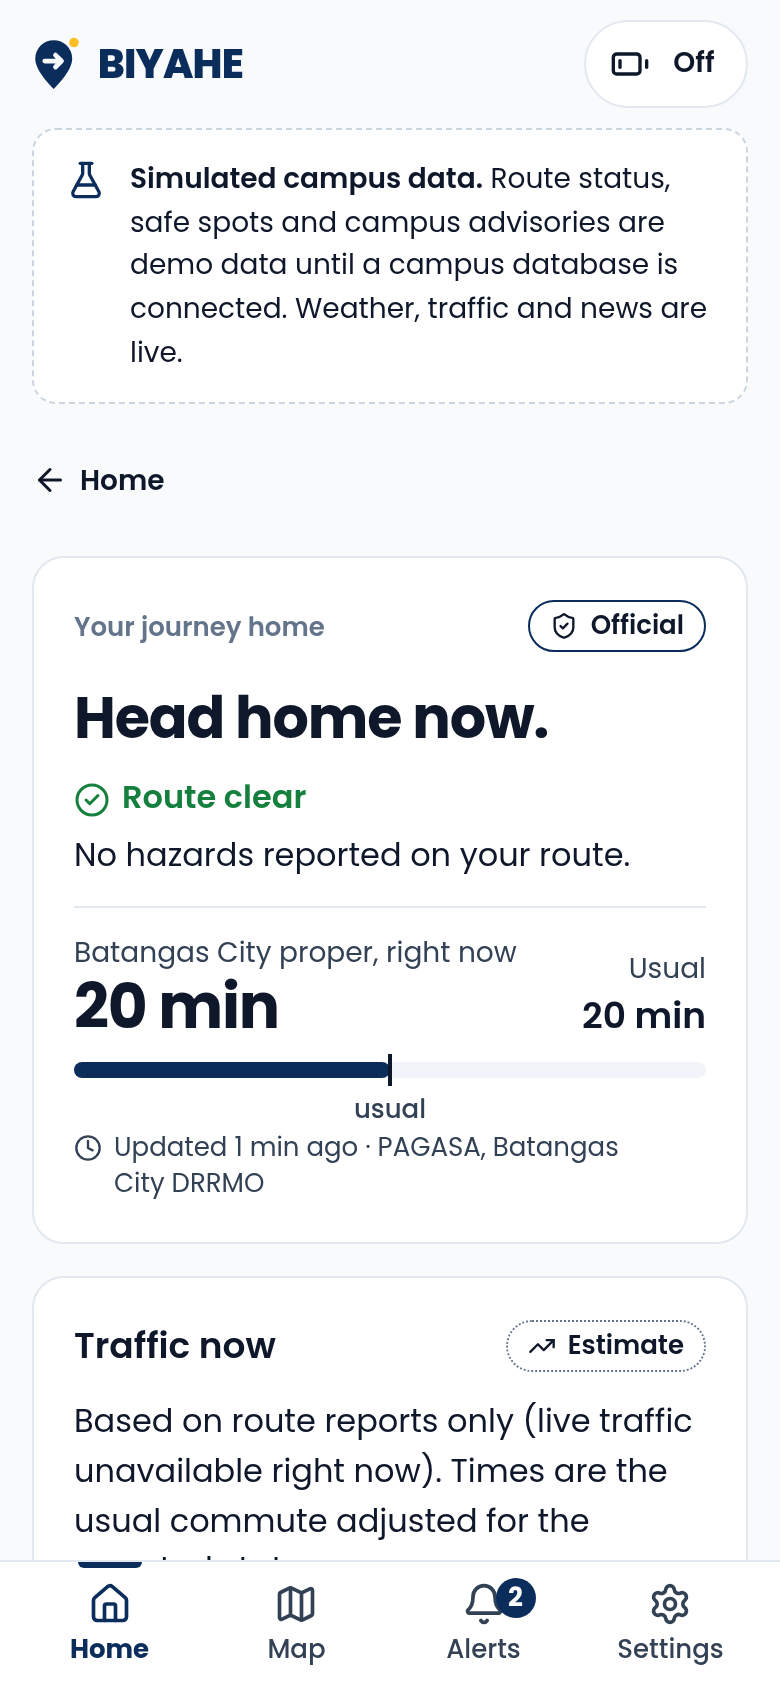 BIYAHE
Off
Simulated campus data. Route status,
safe spots and campus advisories are
demo data until a campus database is
connected. Weather, traffic and news are
live.
Home
Your journey home
Official
Head home now.
Route clear
No hazards reported on your route.
Batangas City proper, right now
Usual
20 min
20 min
usual
Updated 1 min ago · PAGASA, Batangas
City DRRMO
Traffic now
Estimate
Based on route reports only (live traffic
unavailable right now). Times are the
usual commute adjusted for the
Home
Map
2
Alerts
Settings